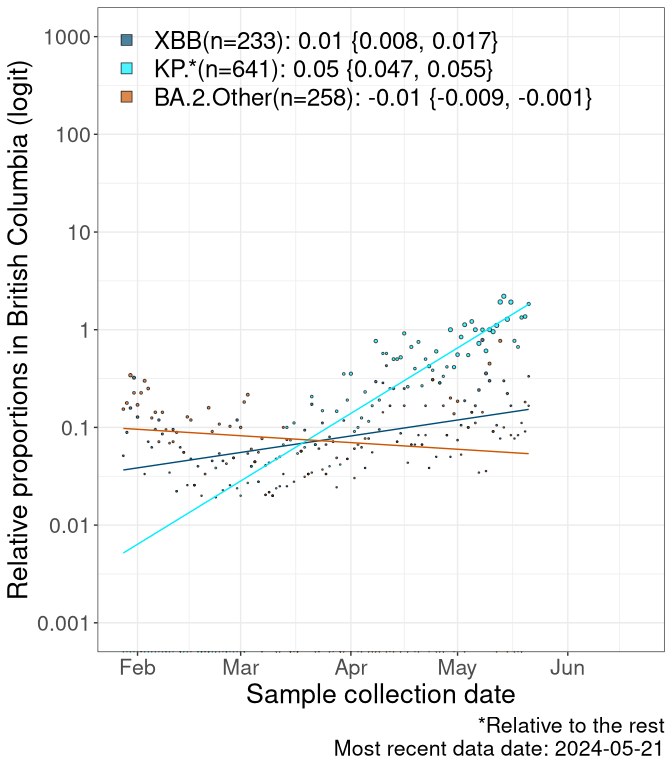 XBB(n=233): 0.01 {0.008, 0.017}
KP.*(n=641): 0.05 {0.047, 0.055}
BA.2.Other(n=258): -0.01 {-0.009, -0.001}
Relative proportions in British Columbia (logit)
1000
100
10
1
0.1
0.01
0.001
Feb Mar Apr May Jun
Sample collection date
*Relative to the rest
Most recent data date: 2024-05-21